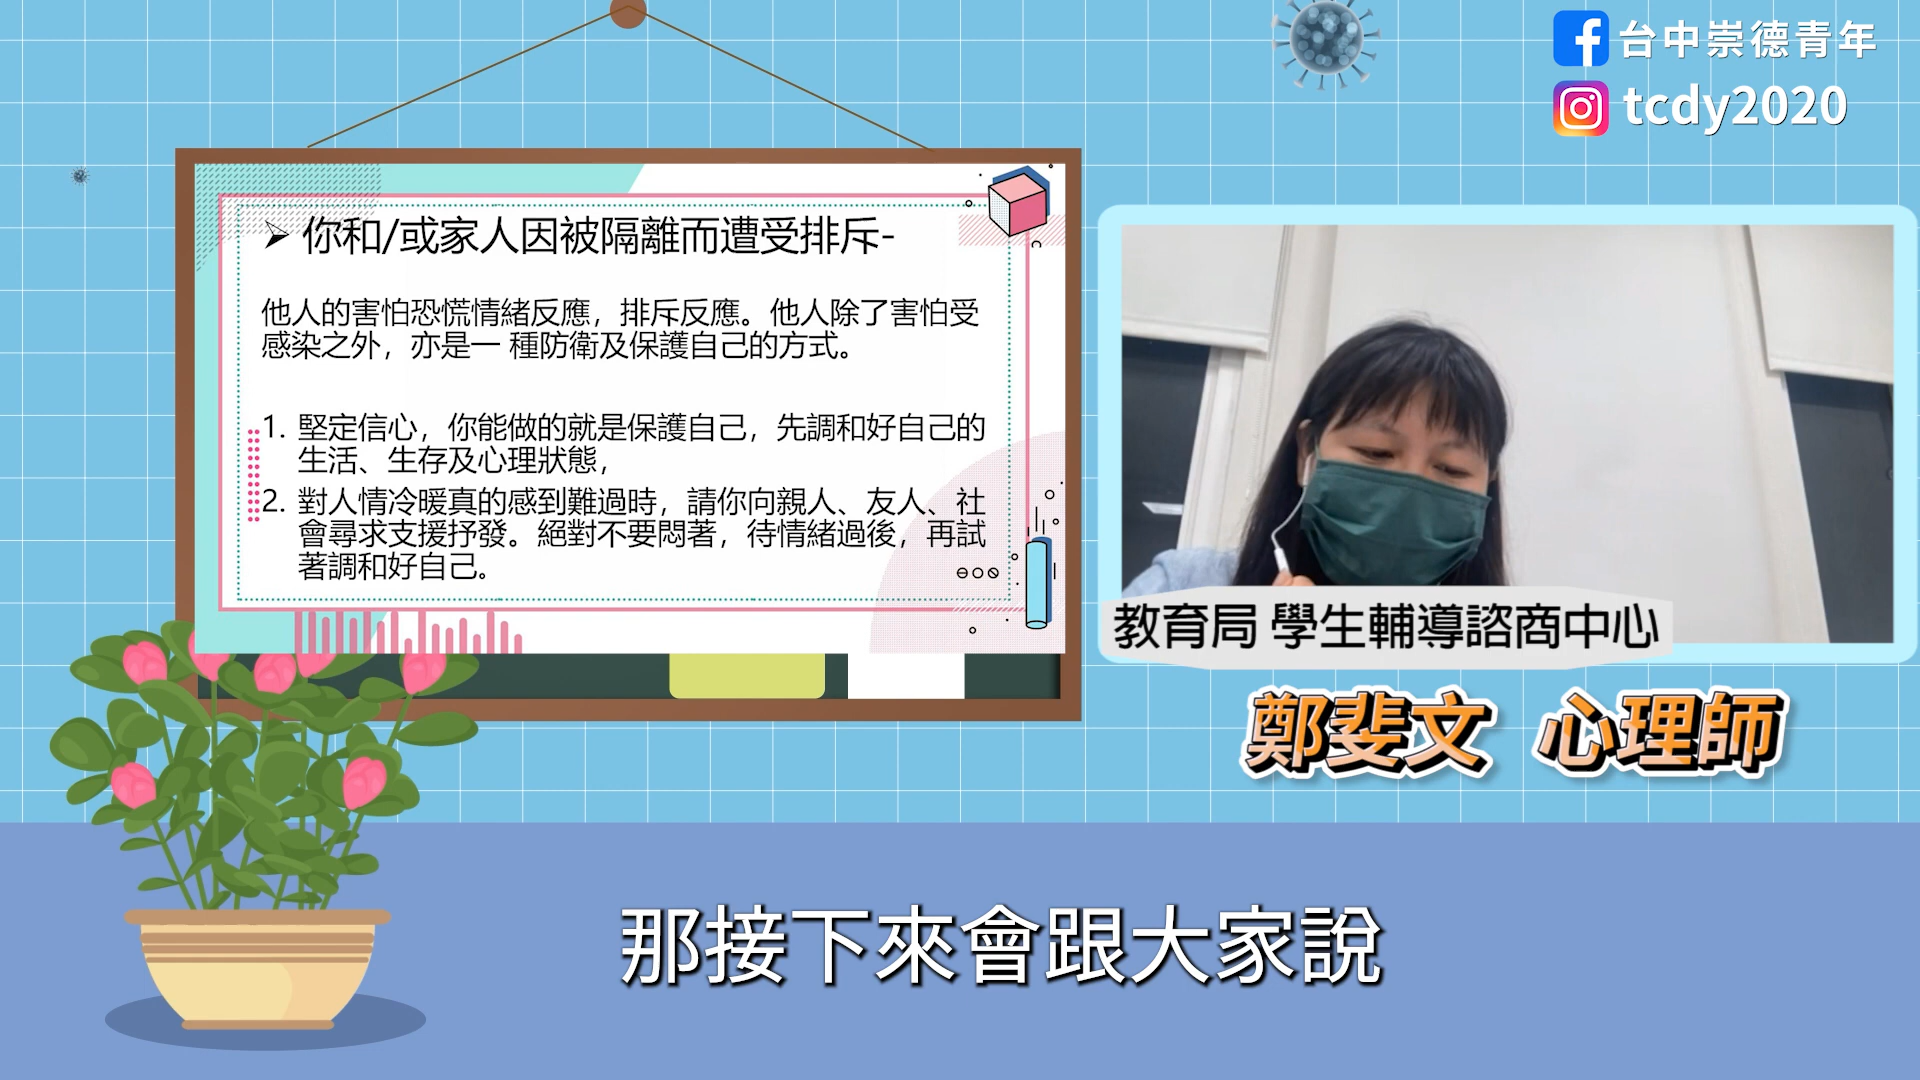 台中崇德青年
tcdy2020
➢ 你和/或家人因被隔離而遭受排斥-
他人的害怕恐慌情緒反應，排斥反應。他人除了害怕受
感染之外，亦是一 種防衛及保護自己的方式。
1. 堅定信心，你能做的就是保護自己，先調和好自己的
生活、生存及心理狀態，
2. 對人情冷暖真的感到難過時，請你向親人、友人、社
會尋求支援抒發。絕對不要悶著，待情緒過後，再試
著調和好自己。
教育局 學生輔導諮商中心
鄭斐文 心理師
那接下來會跟大家說